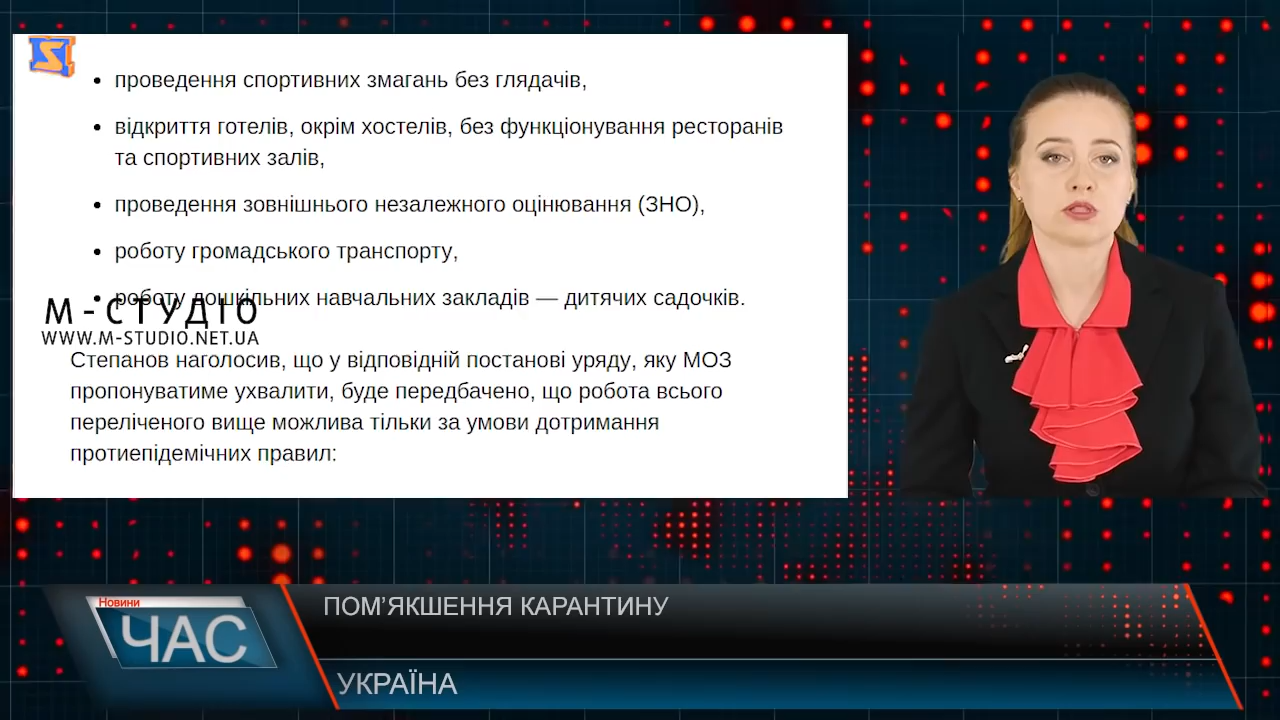 проведення спортивних змагань без глядачів,
відкриття готелів, окрім хостелів, без функціонування ресторанів
та спортивних залів,
проведення зовнішнього незалежного оцінювання (ЗНО),
роботу громадського транспорту,
роботу дошкільних навчальних закладів — дитячих садочків.
М-СТУДІО
WWW.M-STUDIO.NET.UA
Степанов наголосив, що у відповідній постанові уряду, яку МОЗ
пропонуватиме ухвалити, буде передбачено, що робота всього
переліченого вище можлива тільки за умови дотримання
протиепідемічних правил:
Новини
ЧАС
ПОМ’ЯКШЕННЯ КАРАНТИНУ
УКРАЇНА